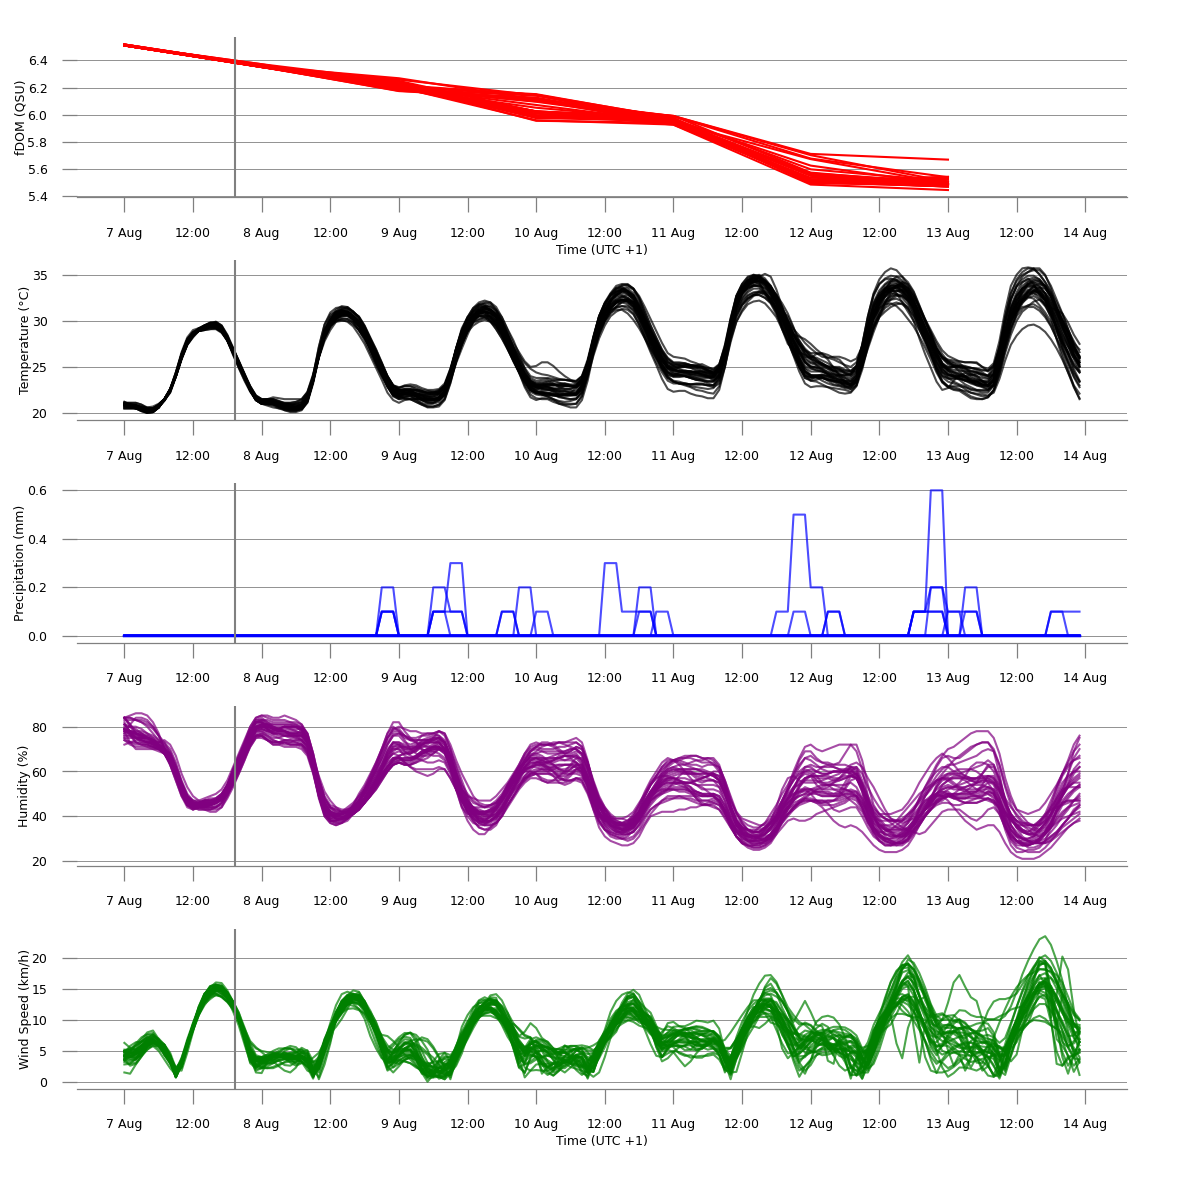 fDOM (QSU)
6.4
6.2
6.0
5.8
5.6
5.4
7 Aug 12:00 8 Aug 12:00 9 Aug 12:00 10 Aug 12:00 11 Aug 12:00 12 Aug 12:00 13 Aug 12:00 14 Aug
Time (UTC +1)
Temperature (°C)
35
30
25
20
7 Aug 12:00 8 Aug 12:00 9 Aug 12:00 10 Aug 12:00 11 Aug 12:00 12 Aug 12:00 13 Aug 12:00 14 Aug
Precipitation (mm)
0.6
0.4
0.2
0.0
7 Aug 12:00 8 Aug 12:00 9 Aug 12:00 10 Aug 12:00 11 Aug 12:00 12 Aug 12:00 13 Aug 12:00 14 Aug
Humidity (%)
80
60
40
20
7 Aug 12:00 8 Aug 12:00 9 Aug 12:00 10 Aug 12:00 11 Aug 12:00 12 Aug 12:00 13 Aug 12:00 14 Aug
Wind Speed (km/h)
20
15
10
5
0
7 Aug 12:00 8 Aug 12:00 9 Aug 12:00 10 Aug 12:00 11 Aug 12:00 12 Aug 12:00 13 Aug 12:00 14 Aug
Time (UTC +1)